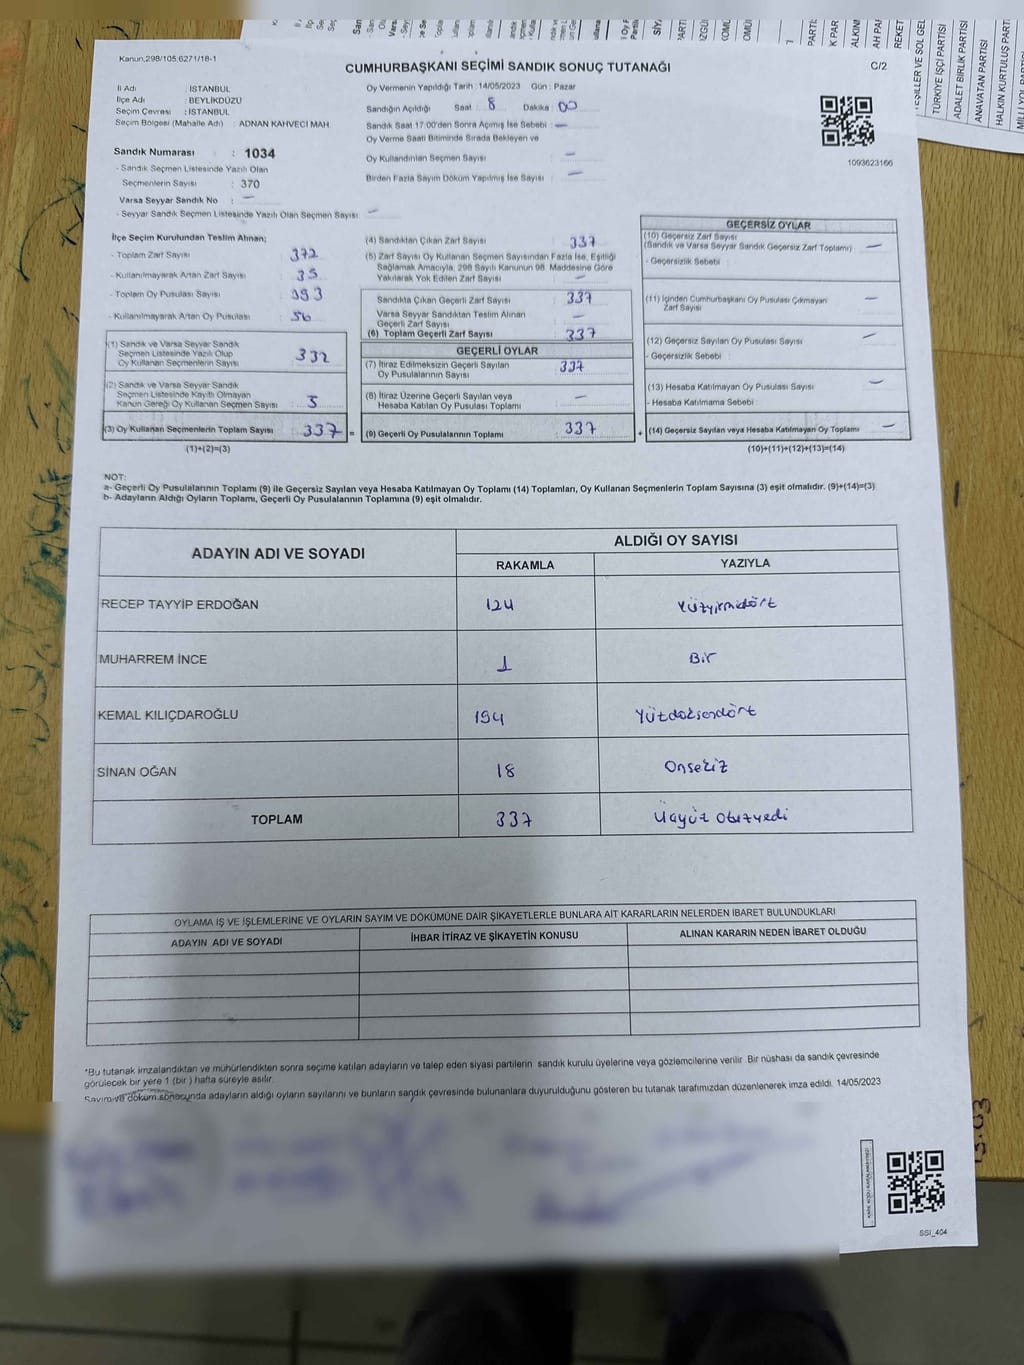 Kanun,298/105;6271/18-1
CUMHURBAŞKANI SEÇİMİ SANDIK SONUÇ TUTANAĞI
C/2
İl Adı : İSTANBUL
İlçe Adı : BEYLİKDÜZÜ
Seçim Çevresi : İSTANBUL
Seçim Bölgesi (Mahalle Adı) : ADNAN KAHVECİ MAH.
Oy Vermenin Yapıldığı Tarih : 14/05/2023 Gün : Pazar
Sandığın Açıldığı Saat : 8 Dakika : 00
Sandık Saat 17:00'den Sonra Açımış İse Sebebi : —
Oy Verme Saati Bitiminde Sırada Bekleyen ve
Oy Kullandırılan Seçmen Sayısı : —
Birden Fazla Sayım Döküm Yapılmış İse Sayısı : —
1093623166
Sandık Numarası : 1034
- Sandık Seçmen Listesinde Yazılı Olan
Seçmenlerin Sayısı : 370
Varsa Seyyar Sandık No : —
- Seyyar Sandık Seçmen Listesinde Yazılı Olan Seçmen Sayısı : —
İlçe Seçim Kurulundan Teslim Alınan;
- Toplam Zarf Sayısı : 372
- Kullanılmayarak Artan Zarf Sayısı : 35
- Toplam Oy Pusulası Sayısı : 393
- Kullanılmayarak Artan Oy Pusulası : 56
(1) Sandık ve Varsa Seyyar Sandık
Seçmen Listesinde Yazılı Olup
Oy Kullanan Seçmenlerin Sayısı : 332
(2) Sandık ve Varsa Seyyar Sandık
Seçmen Listesinde Kayıtlı Olmayan
Kanun Gereği Oy Kullanan Seçmen Sayısı : 5
(3) Oy Kullanan Seçmenlerin Toplam Sayısı : 337 =
(1)+(2)=(3)
(4) Sandıktan Çıkan Zarf Sayısı : 337
(5) Zarf Sayısı Oy Kullanan Seçmen Sayısından Fazla İse, Eşitliği
Sağlamak Amacıyla, 298 Sayılı Kanunun 98. Maddesine Göre
Yakılarak Yok Edilen Zarf Sayısı : —
Sandıkta Çıkan Geçerli Zarf Sayısı : 337
Varsa Seyyar Sandıktan Teslim Alınan
Geçerli Zarf Sayısı : —
(6) Toplam Geçerli Zarf Sayısı : 337
GEÇERLİ OYLAR
(7) İtiraz Edilmeksizin Geçerli Sayılan
Oy Pusulalarının Sayısı : 337
(8) İtiraz Üzerine Geçerli Sayılan veya
Hesaba Katılan Oy Pusulası Toplamı : —
(9) Geçerli Oy Pusulalarının Toplamı : 337 +
GEÇERSİZ OYLAR
(10) Geçersiz Zarf Sayısı
(Sandık ve Varsa Seyyar Sandık Geçersiz Zarf Toplamı) : —
- Geçersizlik Sebebi :
(11) İçinden Cumhurbaşkanı Oy Pusulası Çıkmayan
Zarf Sayısı : —
(12) Geçersiz Sayılan Oy Pusulası Sayısı : —
- Geçersizlik Sebebi :
(13) Hesaba Katılmayan Oy Pusulası Sayısı : —
- Hesaba Katılmama Sebebi :
(14) Geçersiz Sayılan veya Hesaba Katılmayan Oy Toplamı : —
(10)+(11)+(12)+(13)=(14)
NOT:
a- Geçerli Oy Pusulalarının Toplamı (9) ile Geçersiz Sayılan veya Hesaba Katılmayan Oy Toplamı (14) Toplamları, Oy Kullanan Seçmenlerin Toplam Sayısına (3) eşit olmalıdır. (9)+(14)=(3)
b- Adayların Aldığı Oyların Toplamı, Geçerli Oy Pusulalarının Toplamına (9) eşit olmalıdır.
ADAYIN ADI VE SOYADI
ALDIĞI OY SAYISI
RAKAMLA YAZIYLA
RECEP TAYYİP ERDOĞAN 124 Yüzyirmidört
MUHARREM İNCE 1 Bir
KEMAL KILIÇDAROĞLU 194 Yüzdoksandört
SİNAN OĞAN 18 Onsekiz
TOPLAM 337 Üçyüz otuzyedi
OYLAMA İŞ VE İŞLEMLERİNE VE OYLARIN SAYIM VE DÖKÜMÜNE DAİR ŞİKAYETLERLE BUNLARA AİT KARARLARIN NELERDEN İBARET BULUNDUKLARI
ADAYIN ADI VE SOYADI İHBAR İTİRAZ VE ŞİKAYETİN KONUSU ALINAN KARARIN NEDEN İBARET OLDUĞU
*Bu tutanak imzalandıktan ve mühürlendikten sonra seçime katılan adayların ve talep eden siyasi partilerin sandık kurulu üyelerine veya gözlemcilerine verilir. Bir nüshası da sandık çevresinde
görülecek bir yere 1 (bir ) hafta süreyle asılır.
Sayım ve döküm sonucunda adayların aldığı oyların sayılarını ve bunların sandık çevresinde bulunanlara duyurulduğunu gösteren bu tutanak tarafımızdan düzenlenerek imza edildi. 14/05/2023
SSI_404
TÜRKİYE İŞÇİ PARTİSİ
ADALET BİRLİK PARTİSİ
ANAVATAN PARTİSİ